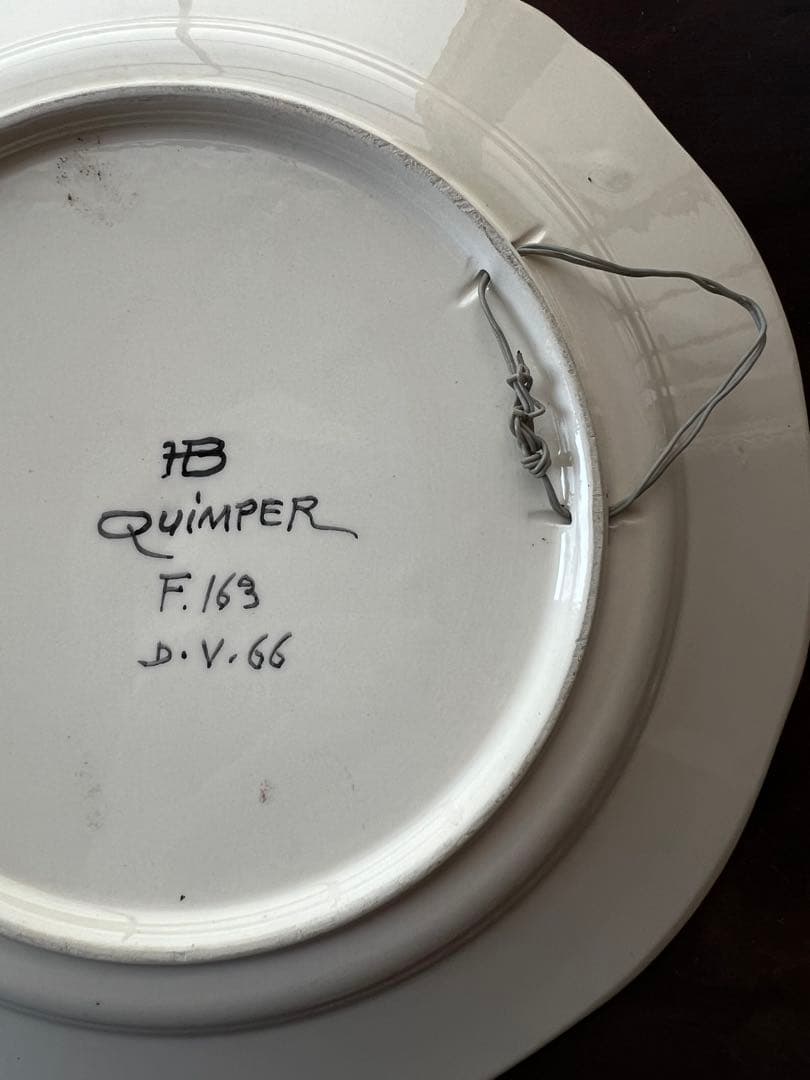 HB
QUiMPER
F. 163
D.V.66